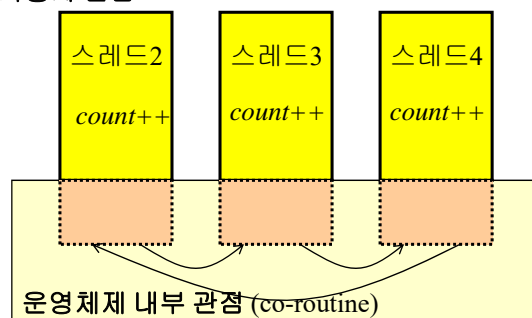 스레드2 스레드3 스레드4
count++ count++ count++
운영체제 내부 관점 (co-routine)